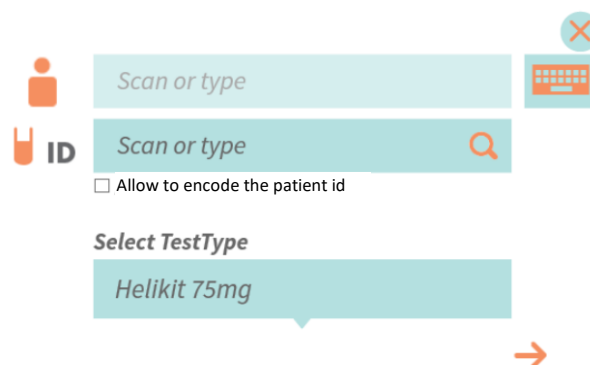 Scan or type
ID
Scan or type
Allow to encode the patient id
Select TestType
Helikit 75mg